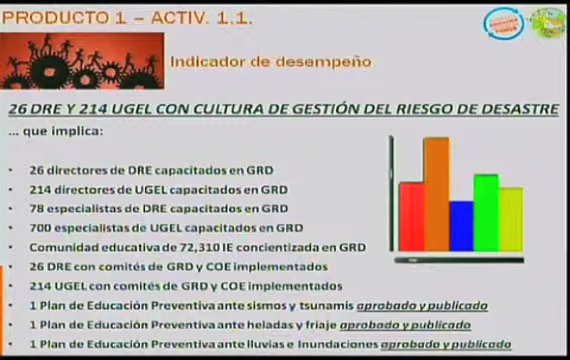 PRODUCTO 1 – ACTIV. 1.1.
Indicador de desempeño
26 DRE Y 214 UGEL CON CULTURA DE GESTIÓN DEL RIESGO DE DESASTRE
... que implica:
• 26 directores de DRE capacitados en GRD
• 214 directores de UGEL capacitados en GRD
• 78 especialistas de DRE capacitados en GRD
• 700 especialistas de UGEL capacitados en GRD
• Comunidad educativa de 72,310 IE concientizada en GRD
• 26 DRE con comités de GRD y COE implementados
• 214 UGEL con comités de GRD y COE implementados
• 1 Plan de Educación Preventiva ante sismos y tsunamis aprobado y publicado
• 1 Plan de Educación Preventiva ante heladas y friaje aprobado y publicado
• 1 Plan de Educación Preventiva ante lluvias e Inundaciones aprobado y publicado